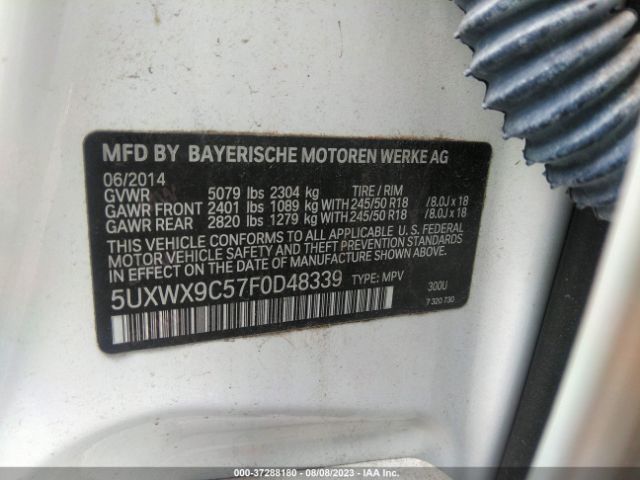 MFD BY BAYERISCHE MOTOREN WERKE AG
06/2014
GVWR 5079 lbs 2304 kg TIRE / RIM
GAWR FRONT 2401 lbs 1089 kg WITH 245/50 R18 /8.0J x 18
GAWR REAR 2820 lbs 1279 kg WITH 245/50 R18 /8.0J x 18
THIS VEHICLE CONFORMS TO ALL APPLICABLE U. S. FEDERAL
MOTOR VEHICLE SAFETY AND THEFT PREVENTION STANDARDS
IN EFFECT ON THE DATE OF MANUFACTURE SHOWN ABOVE.
5UXWX9C57F0D48339 TYPE: MPV 300U
7 320 730
000-37288180 - 08/08/2023 - IAA Inc.